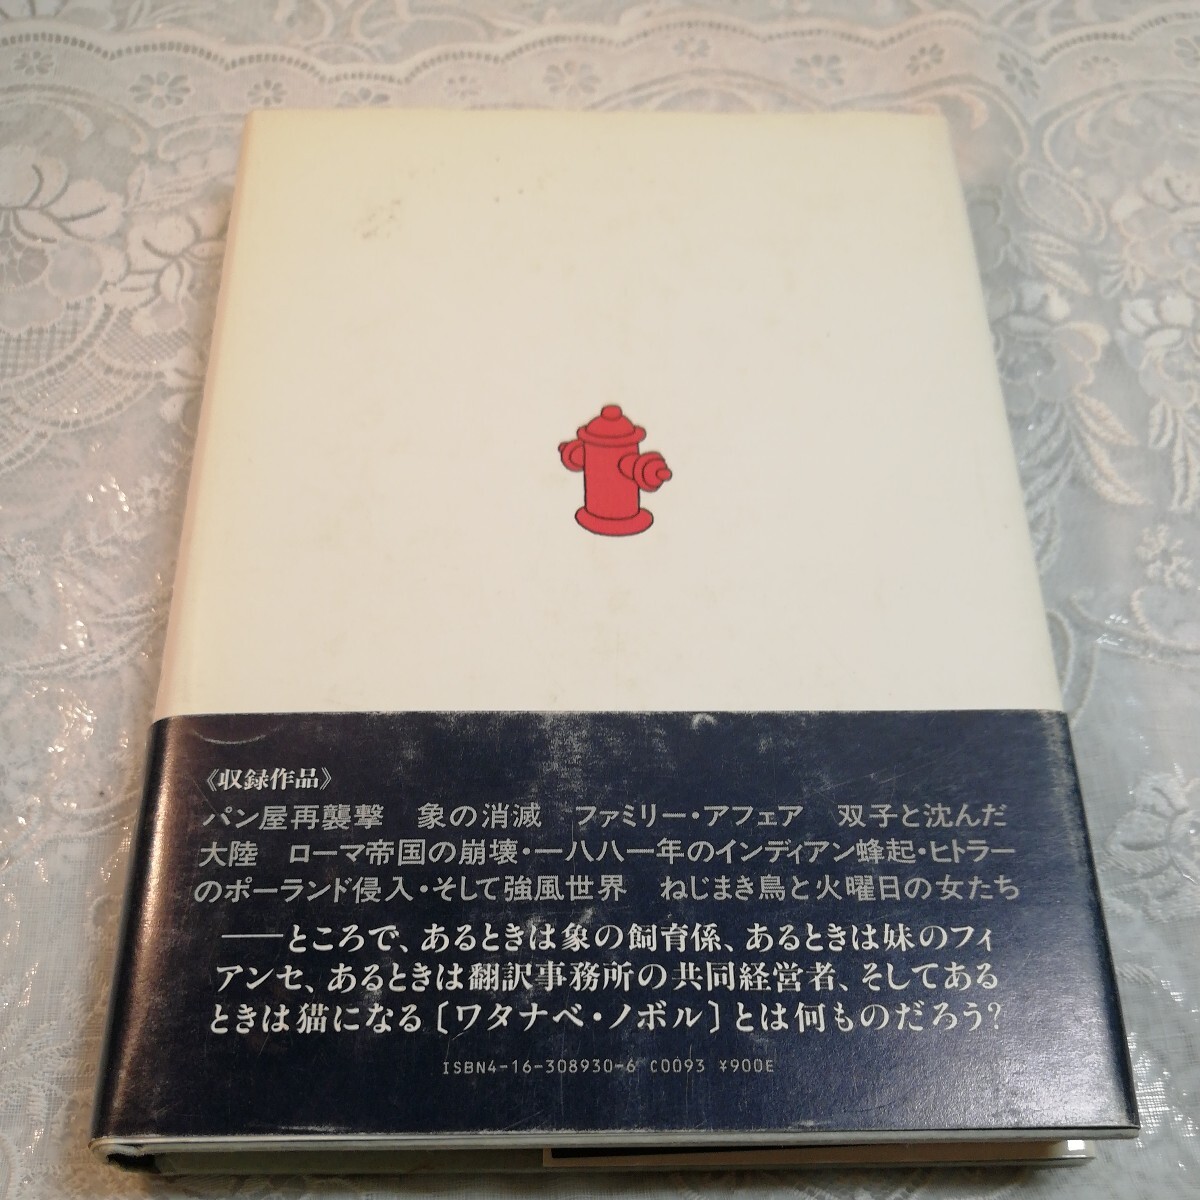 《収録作品》
パン屋再襲撃　象の消滅　ファミリー・アフェア　双子と沈んだ
大陸　ローマ帝国の崩壊・一八八一年のインディアン蜂起・ヒトラー
のポーランド侵入・そして強風世界　ねじまき鳥と火曜日の女たち
――ところで、あるときは象の飼育係、あるときは妹のフィ
アンセ、あるときは翻訳事務所の共同経営者、そしてある
ときは猫になる〔ワタナベ・ノボル〕とは何ものだろう?
ISBN4-16-308930-6 C0093 ¥900E